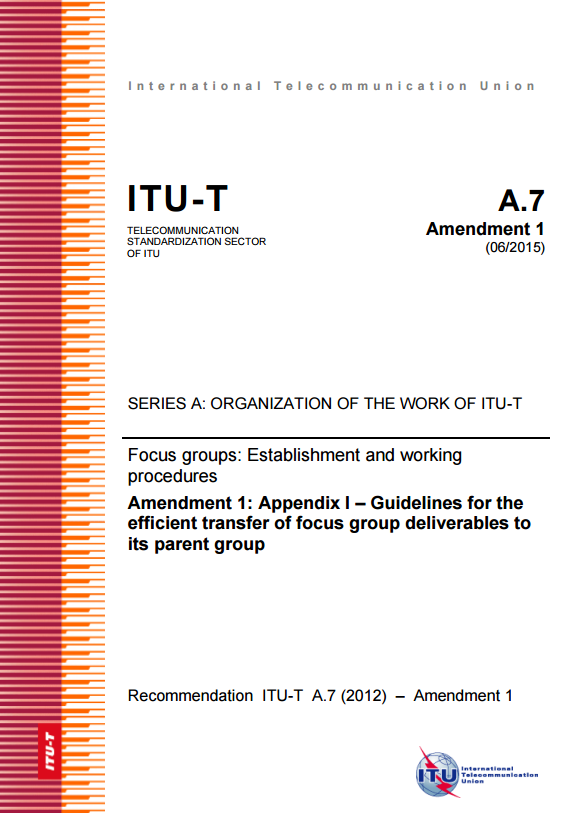 International Telecommunication Union
ITU-T
A.7
TELECOMMUNICATION
STANDARDIZATION SECTOR
OF ITU
Amendment 1
(06/2015)
SERIES A: ORGANIZATION OF THE WORK OF ITU-T
Focus groups: Establishment and working
procedures
Amendment 1: Appendix I – Guidelines for the
efficient transfer of focus group deliverables to
its parent group
Recommendation ITU-T A.7 (2012) – Amendment 1
ITU-T
ITU
International
Telecommunication
Union